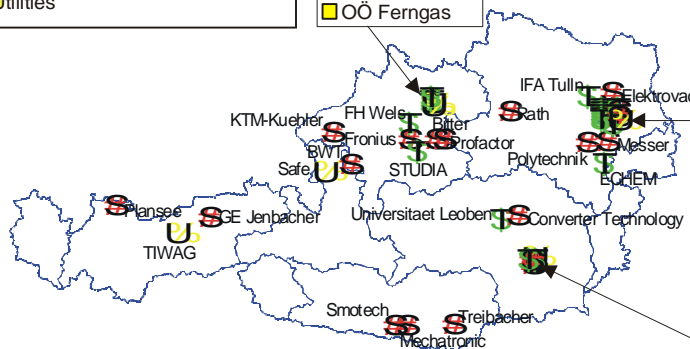 Utilities
OÖ Ferngas
IFA Tulln
Elektrovac
KTM-Kuehler
FH Wels
Bitter
Rath
Fronius
Profactor
Messer
BWT
Polytechnik
Safe
STUDIA
ECHEM
Plansee
GE Jenbacher
Universitaet Leoben
Converter Technology
TIWAG
Smotech
Treibacher
Mechatronic